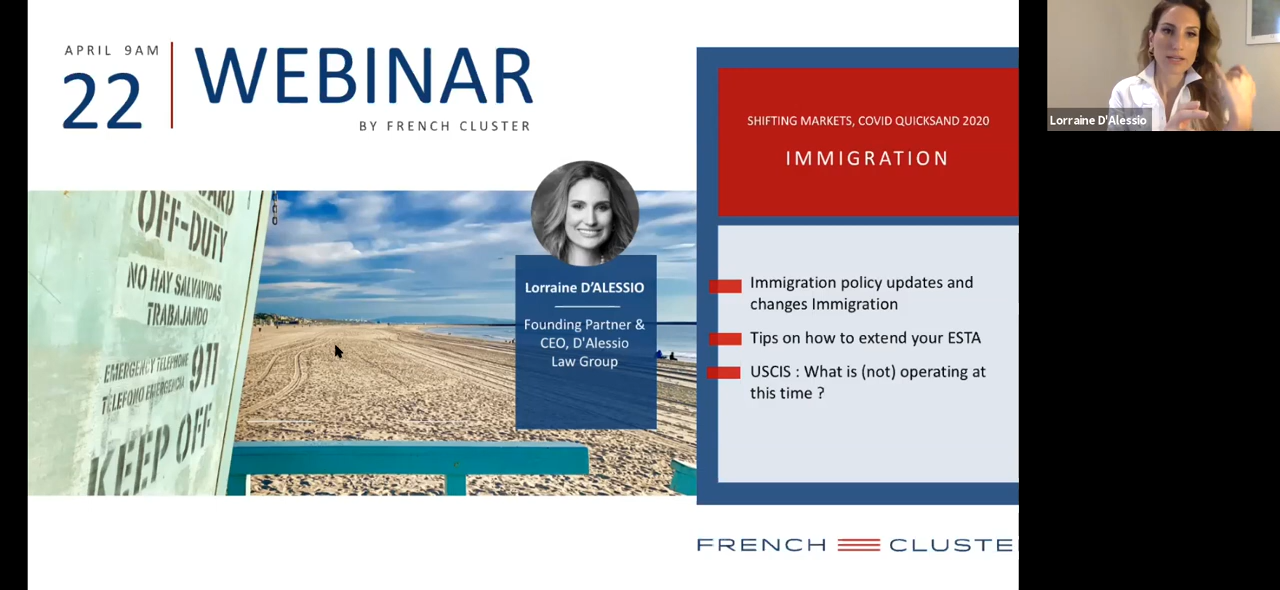 APRIL 9AM
22
WEBINAR
BY FRENCH CLUSTER
OFF-DUTY
NO HAY SALVAVIDAS
TRABAJANDO
EMERGENCY TELEPHONE
TELEFONO EMERGENCIA
911
KEEP OFF
Lorraine D'ALESSIO
Founding Partner &
CEO, D'Alessio
Law Group
SHIFTING MARKETS, COVID QUICKSAND 2020
IMMIGRATION
Immigration policy updates and
changes Immigration
Tips on how to extend your ESTA
USCIS : What is (not) operating at
this time ?
FRENCH CLUSTE
Lorraine D'Alessio